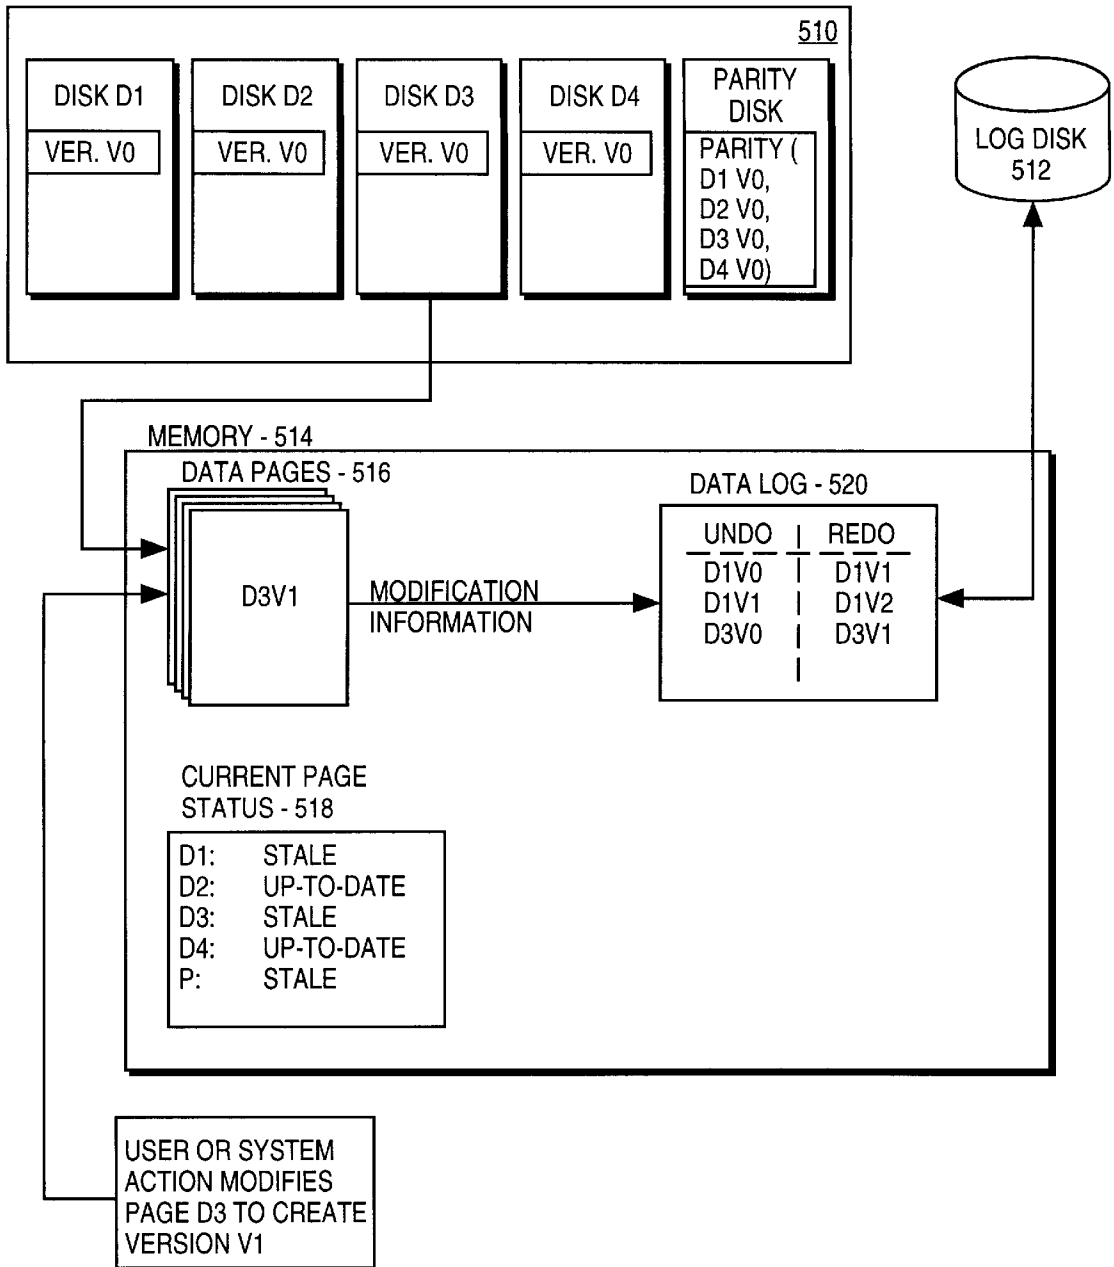 510
DISK D1
VER. V0
DISK D2
VER. V0
DISK D3
VER. V0
DISK D4
VER. V0
PARITY
DISK
PARITY (
D1 V0,
D2 V0,
D3 V0,
D4 V0)
LOG DISK
512
MEMORY - 514
DATA PAGES - 516
D3V1
MODIFICATION
INFORMATION
DATA LOG - 520
UNDO | REDO
D1V0 | D1V1
D1V1 | D1V2
D3V0 | D3V1
CURRENT PAGE
STATUS - 518
D1: STALE
D2: UP-TO-DATE
D3: STALE
D4: UP-TO-DATE
P: STALE
USER OR SYSTEM
ACTION MODIFIES
PAGE D3 TO CREATE
VERSION V1